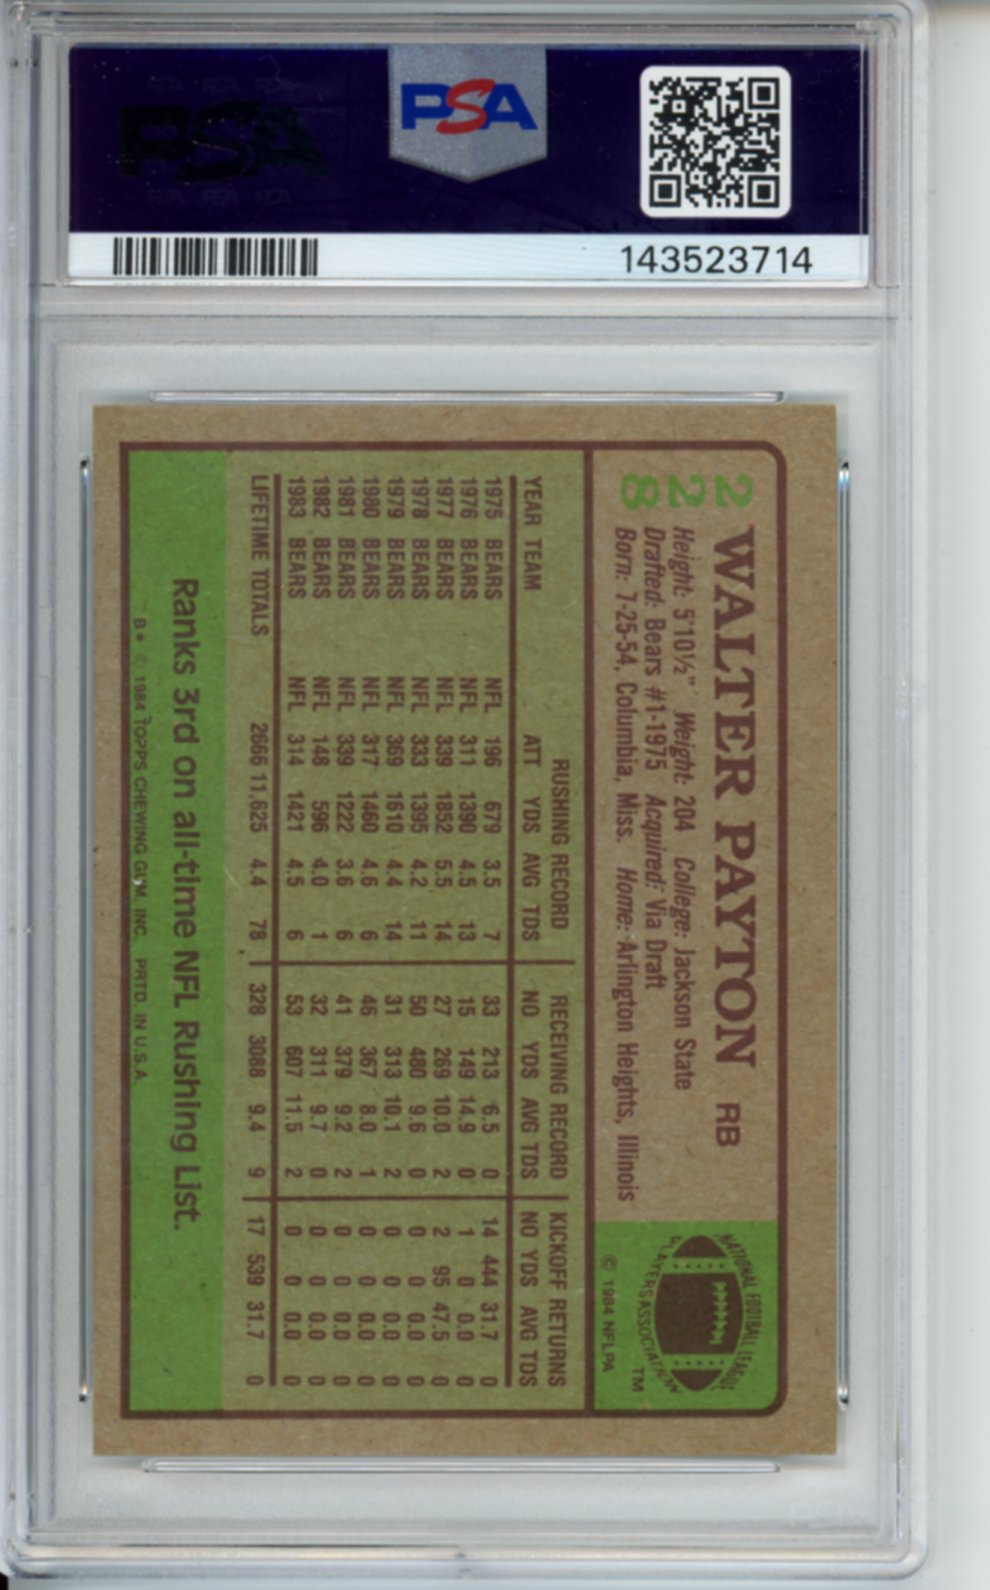 PSA
PSA
143523714
228
WALTER PAYTON RB
Height: 5'10½" Weight: 204 College: Jackson State
Drafted: Bears #1-1975 Acquired: Via Draft
Born: 7-25-54, Columbia, Miss. Home: Arlington Heights, Illinois
NATIONAL FOOTBALL LEAGUE
PLAYERS ASSOCIATION
TM
© 1984 NFLPA
RUSHING RECORD RECEIVING RECORD KICKOFF RETURNS
YEAR TEAM ATT YDS AVG TDS NO YDS AVG TDS NO YDS AVG TDS
1975 BEARS NFL 196 679 3.5 7 33 213 6.5 0 14 444 31.7 0
1976 BEARS NFL 311 1390 4.5 13 15 149 14.9 0 1 0 0.0 0
1977 BEARS NFL 339 1852 5.5 14 27 269 10.0 2 2 95 47.5 0
1978 BEARS NFL 333 1395 4.2 11 50 480 9.6 0 0 0 0.0 0
1979 BEARS NFL 369 1610 4.4 14 31 313 10.1 2 0 0 0.0 0
1980 BEARS NFL 317 1460 4.6 6 46 367 8.0 1 0 0 0.0 0
1981 BEARS NFL 339 1222 3.6 6 41 379 9.2 2 0 0 0.0 0
1982 BEARS NFL 148 596 4.0 1 32 311 9.7 0 0 0 0.0 0
1983 BEARS NFL 314 1421 4.5 6 53 607 11.5 2 0 0 0.0 0
LIFETIME TOTALS 2666 11,625 4.4 78 328 3088 9.4 9 17 539 31.7 0
Ranks 3rd on all-time NFL Rushing List.
B* © 1984 TOPPS CHEWING GUM, INC. PRTD. IN U.S.A.